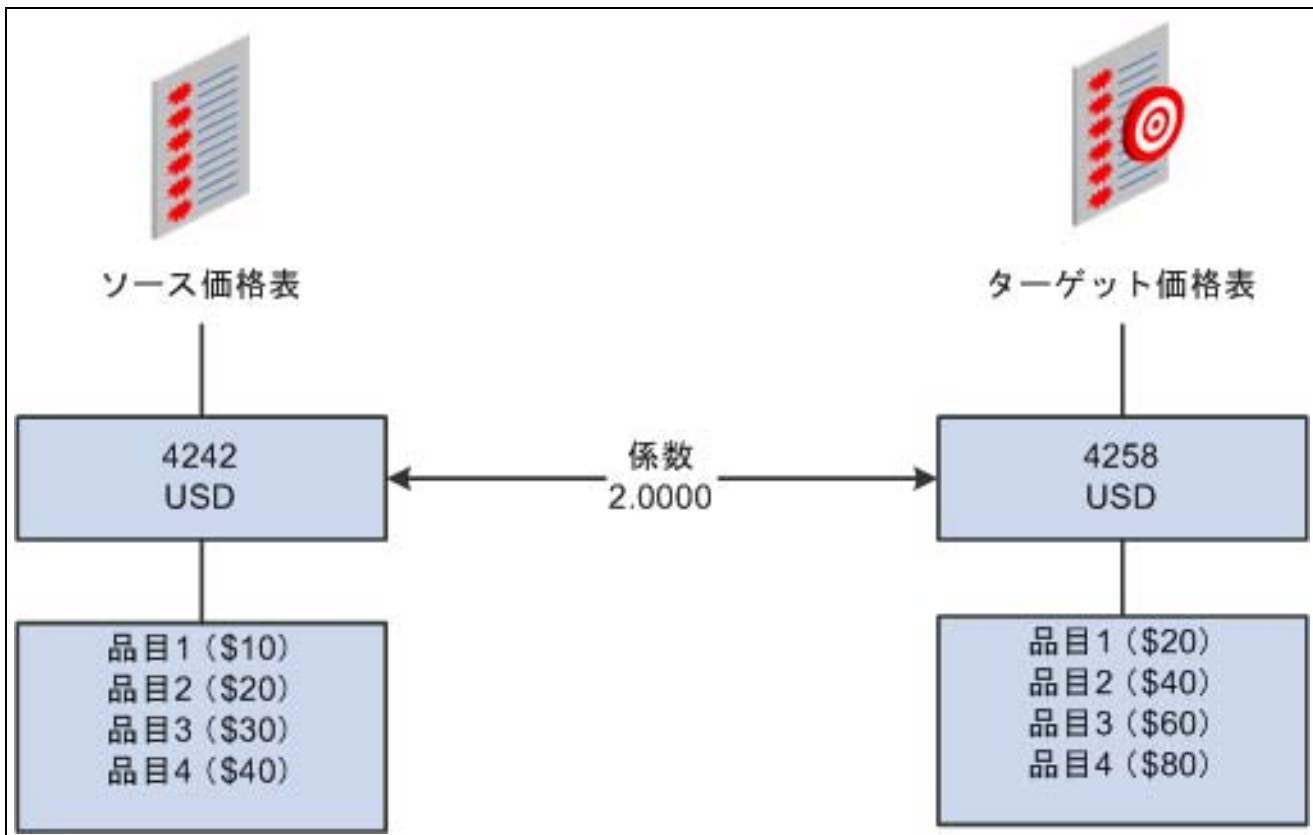 ソース価格表
ターゲット価格表
4242
USD
係数
2.0000
4258
USD
品目1 ($10)
品目2 ($20)
品目3 ($30)
品目4 ($40)
品目1 ($20)
品目2 ($40)
品目3 ($60)
品目4 ($80)